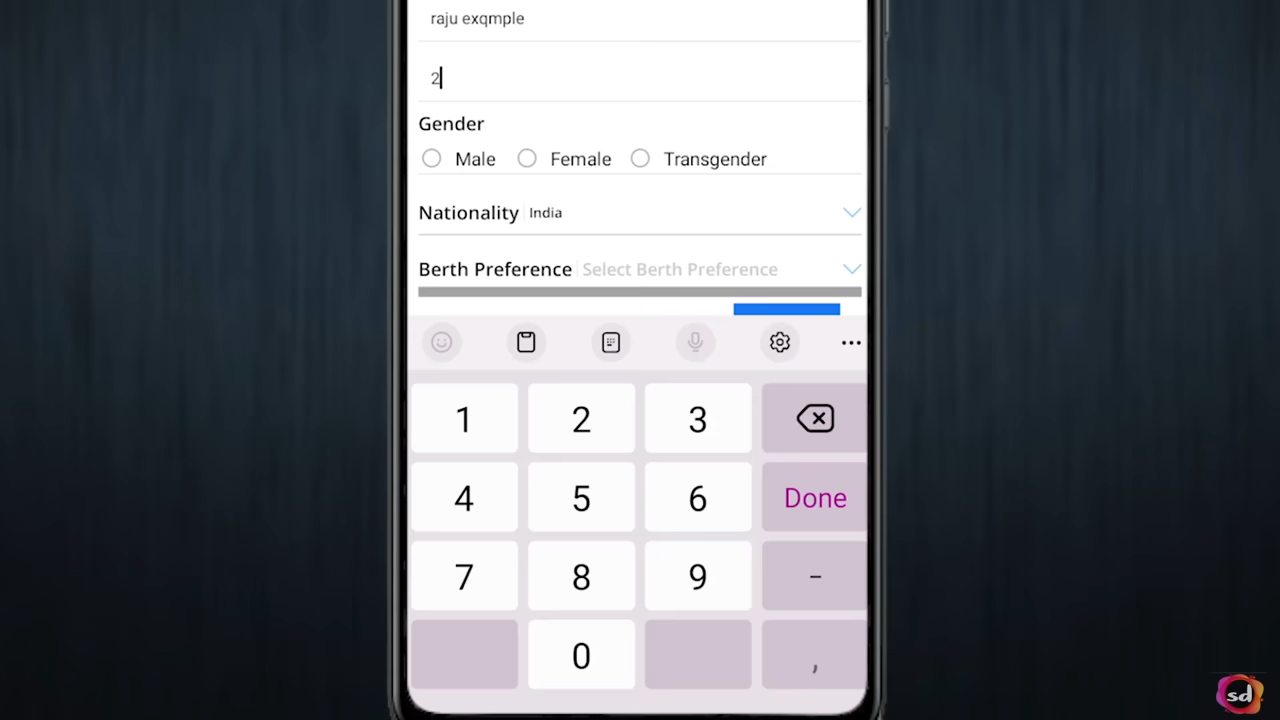 raju exqmple
2
Gender
Male Female Transgender
Nationality India
Berth Preference Select Berth Preference
1 2 3
4 5 6 Done
7 8 9 -
0 ,
sd